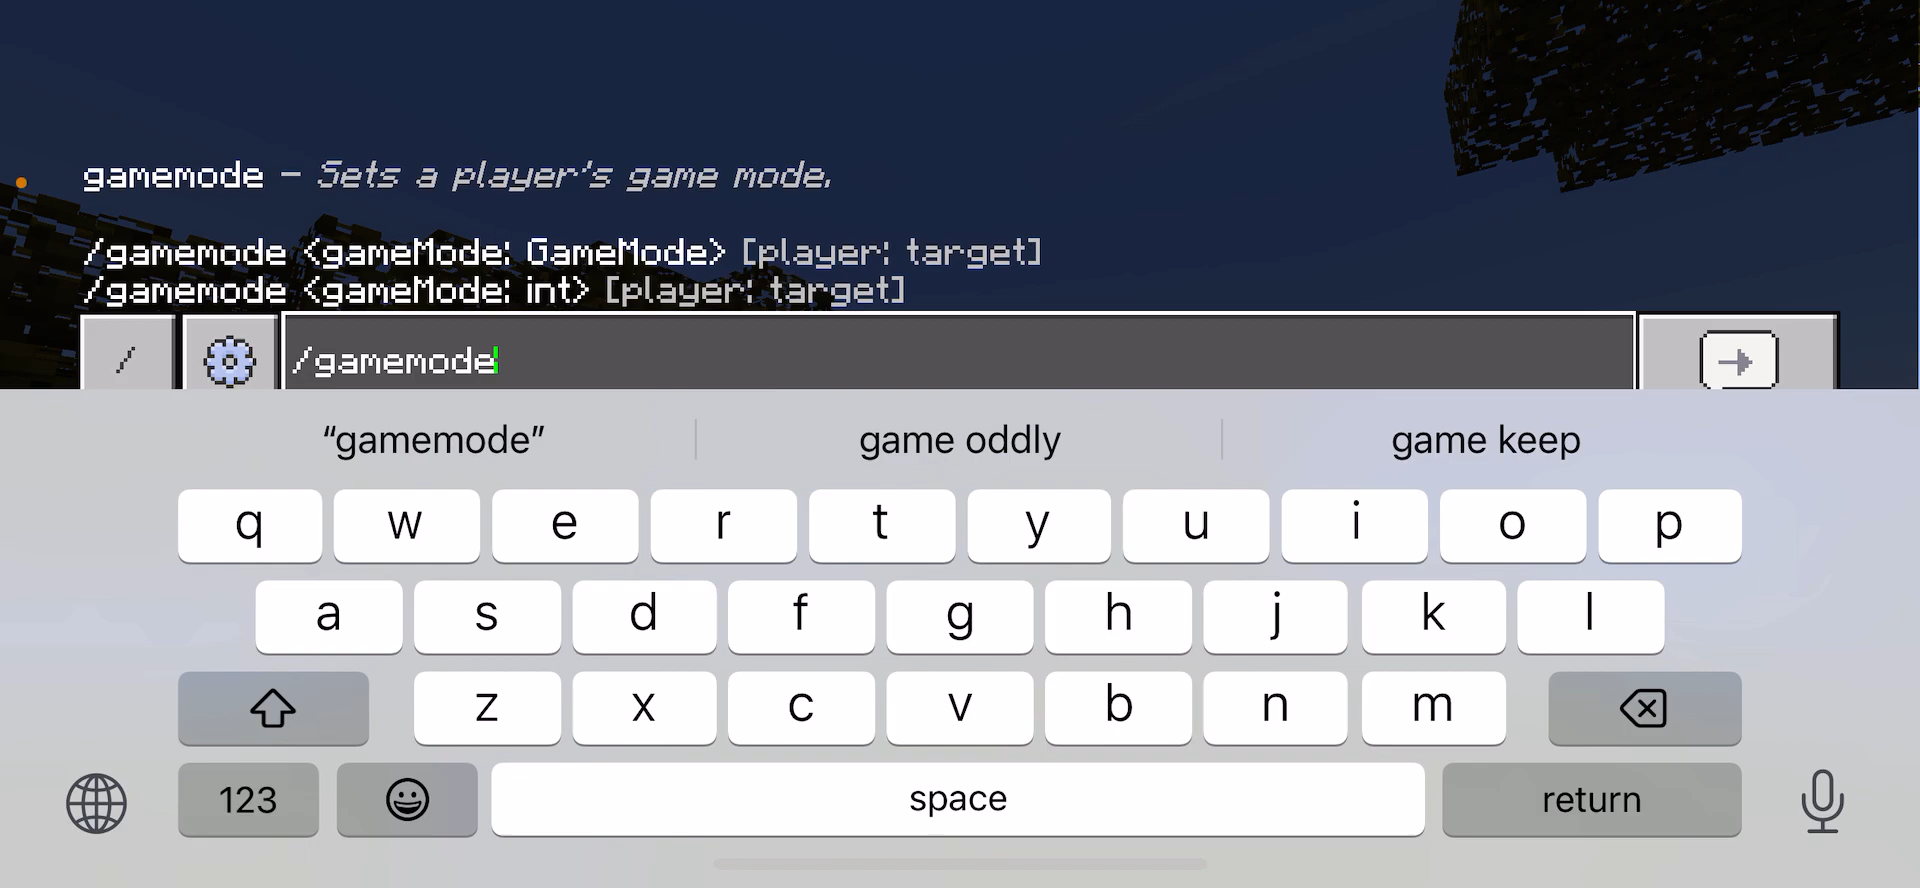 gamemode - Sets a player's game mode.
/gamemode <gameMode: GameMode> [player: target]
/gamemode <gameMode: int> [player: target]
/ /gamemode
“gamemode” game oddly game keep
q w e r t y u i o p
a s d f g h j k l
z x c v b n m
123 space return